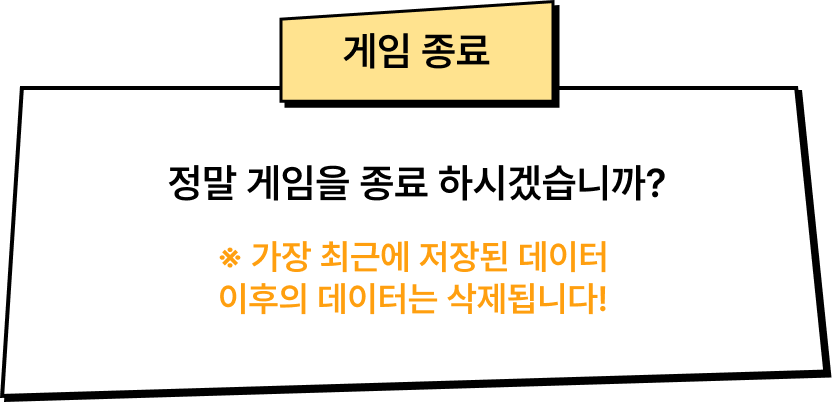 게임 종료
정말 게임을 종료 하시겠습니까?
※ 가장 최근에 저장된 데이터
이후의 데이터는 삭제됩니다!